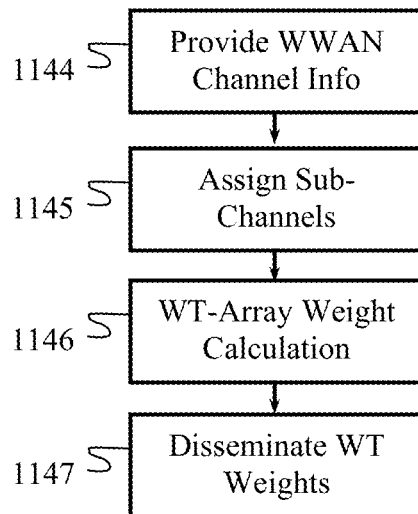 1144
Provide WWAN
Channel Info
1145
Assign Sub-
Channels
1146
WT-Array Weight
Calculation
1147
Disseminate WT
Weights